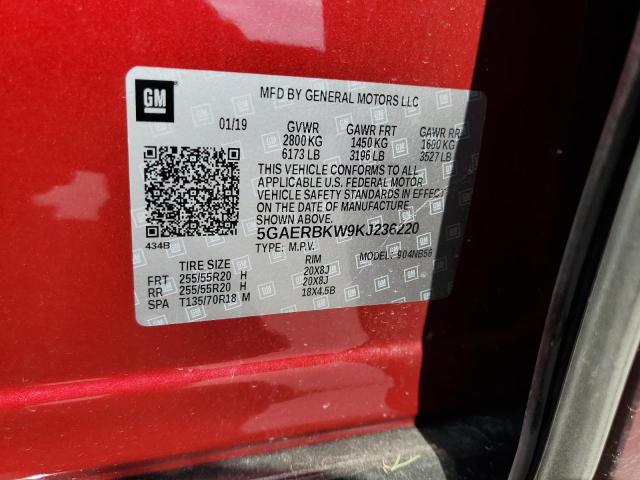 GM
MFD BY GENERAL MOTORS LLC
01/19 GVWR GAWR FRT GAWR RR
2800 KG 1450 KG 1600 KG
6173 LB 3196 LB 3527 LB
THIS VEHICLE CONFORMS TO ALL
APPLICABLE U.S. FEDERAL MOTOR
VEHICLE SAFETY STANDARDS IN EFFECT
ON THE DATE OF MANUFACTURE
SHOWN ABOVE.
434B
5GAERBKW9KJ236220
TYPE: M.P.V. MODEL: 904NB56
TIRE SIZE RIM
FRT 255/55R20 H 20X8J
RR 255/55R20 H 20X8J
SPA T135/70R18 M 18X4.5B